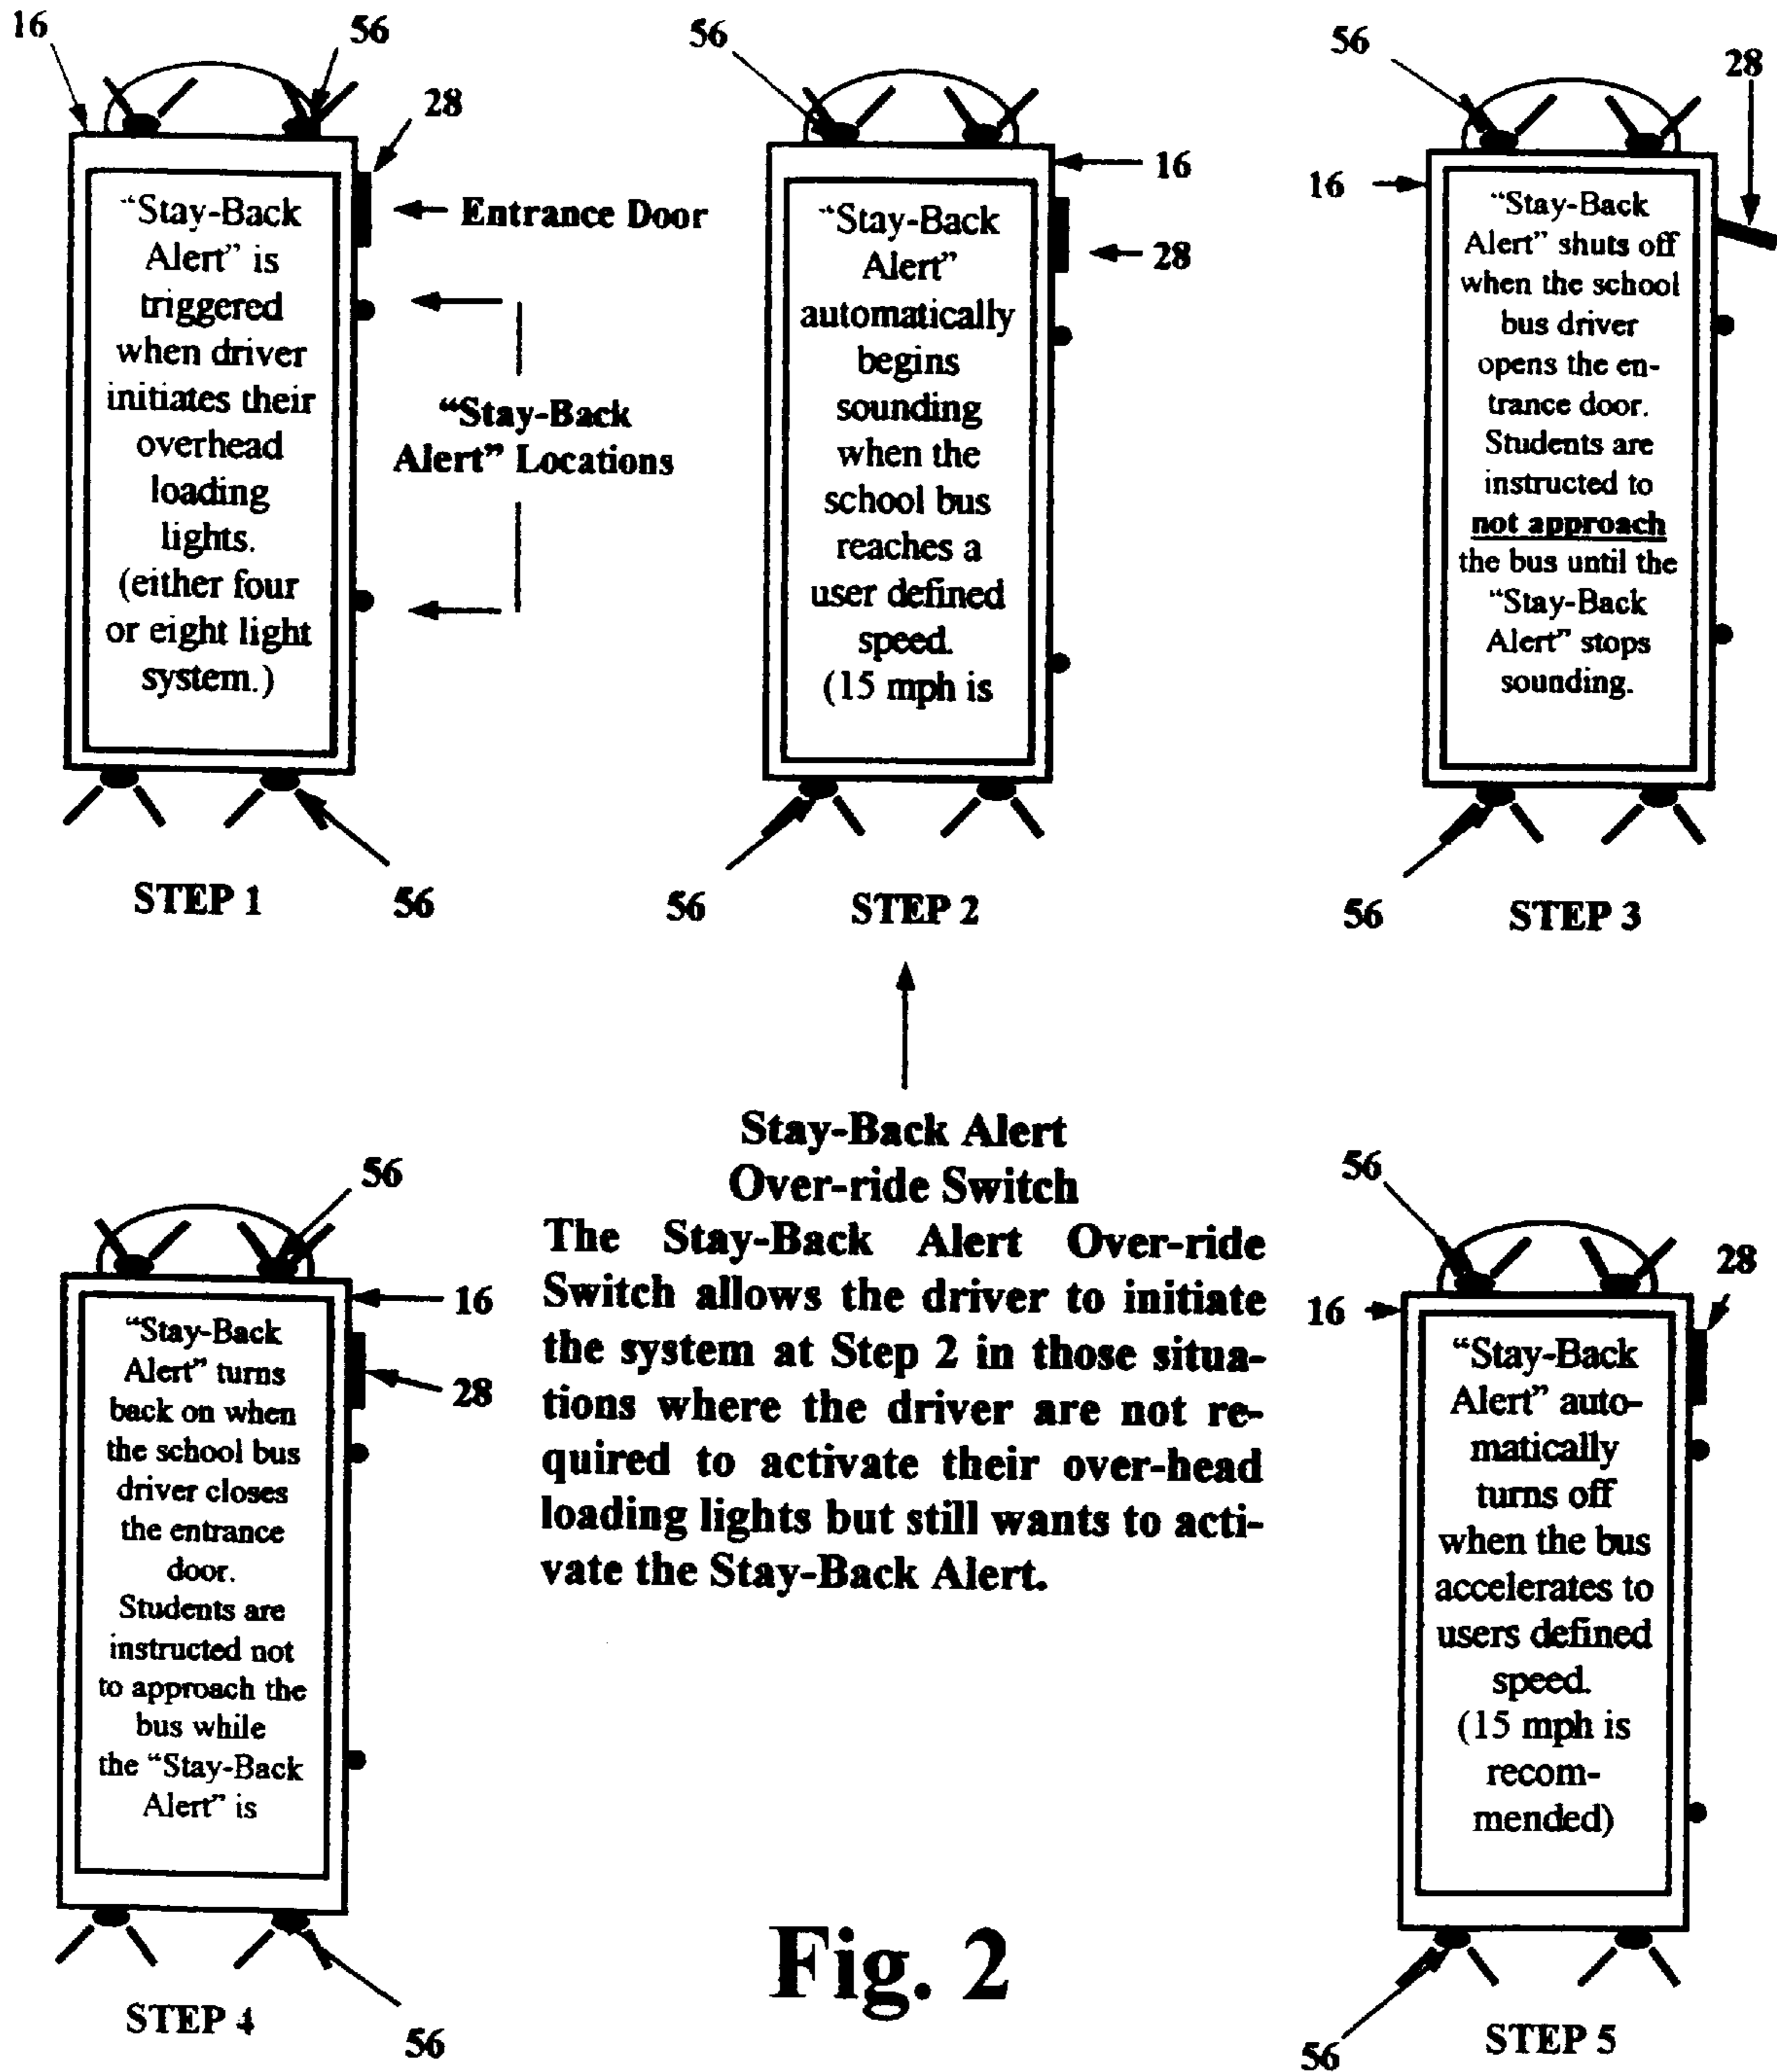 16
56
28
“Stay-Back
Alert” is
triggered
when driver
initiates their
overhead
loading
lights.
(either four
or eight light
system.)
Entrance Door
“Stay-Back
Alert” Locations
STEP 1
56
56
16
28
“Stay-Back
Alert”
automatically
begins
sounding
when the
school bus
reaches a
user defined
speed.
(15 mph is
56
STEP 2
56
28
16
“Stay-Back
Alert” shuts off
when the school
bus driver
opens the en-
trance door.
Students are
instructed to
not approach
the bus until the
“Stay-Back
Alert” stops
sounding.
56
STEP 3
Stay-Back Alert
Over-ride Switch
The Stay-Back Alert Over-ride
Switch allows the driver to initiate
the system at Step 2 in those situa-
tions where the driver are not re-
quired to activate their over-head
loading lights but still wants to acti-
vate the Stay-Back Alert.
56
16
28
“Stay-Back
Alert” turns
back on when
the school bus
driver closes
the entrance
door.
Students are
instructed not
to approach the
bus while
the “Stay-Back
Alert” is
STEP 4
56
56
28
16
“Stay-Back
Alert” auto-
matically
turns off
when the bus
accelerates to
users defined
speed.
(15 mph is
recom-
mended)
56
STEP 5
Fig. 2